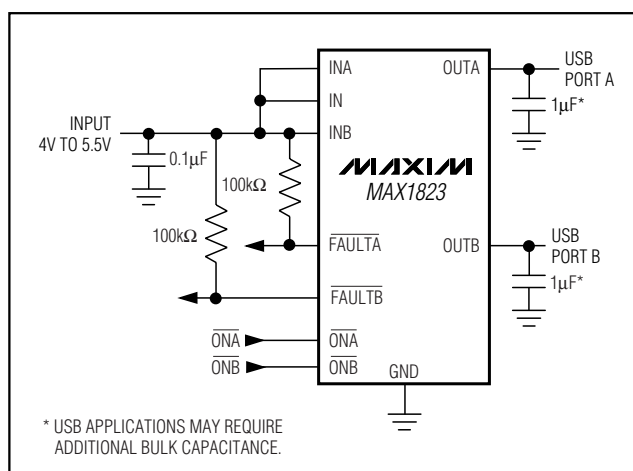 INA
OUTA
USB
PORT A
IN
1µF*
INPUT
4V TO 5.5V
INB
0.1µF
MAXIM
MAX1823
100kΩ
100kΩ
FAULTA
OUTB
USB
PORT B
FAULTB
1µF*
ONA
ONA
ONB
ONB
GND
* USB APPLICATIONS MAY REQUIRE
ADDITIONAL BULK CAPACITANCE.